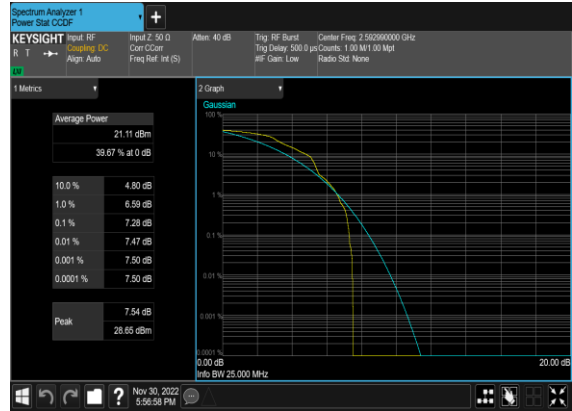 Spectrum Analyzer 1
Power Stat CCDF
+
KEYSIGHT
R T
LW
Input: RF
Coupling: DC
Align: Auto
Input Z: 50 Ω
Corr CCorr
Freq Ref: Int (S)
Atten: 40 dB
Trig: RF Burst
Trig Delay: 500.0 µs
#IF Gain: Low
Center Freq: 2.592990000 GHz
Counts: 1.00 M/1.00 Mpt
Radio Std: None
1 Metrics
Average Power
21.11 dBm
39.67 % at 0 dB
10.0 % 4.80 dB
1.0 % 6.59 dB
0.1 % 7.28 dB
0.01 % 7.47 dB
0.001 % 7.50 dB
0.0001 % 7.50 dB
Peak
7.54 dB
28.65 dBm
2 Graph
Gaussian
100 %
10 %
1 %
0.1 %
0.01 %
0.001 %
0.0001 %
0.00 dB
20.00 dB
Info BW 25.000 MHz
?
Nov 30, 2022
5:56:58 PM